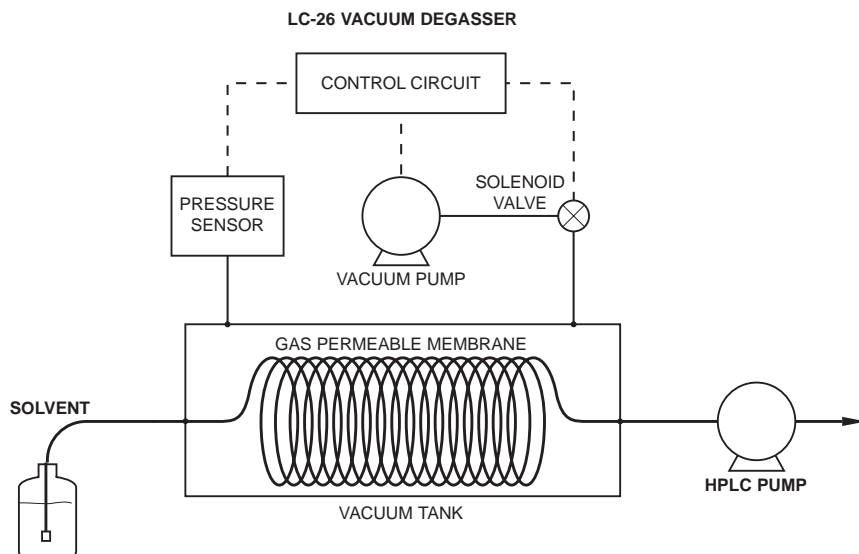 LC-26 VACUUM DEGASSER
CONTROL CIRCUIT
PRESSURE
SENSOR
SOLENOID
VALVE
VACUUM PUMP
GAS PERMEABLE MEMBRANE
SOLVENT
HPLC PUMP
VACUUM TANK